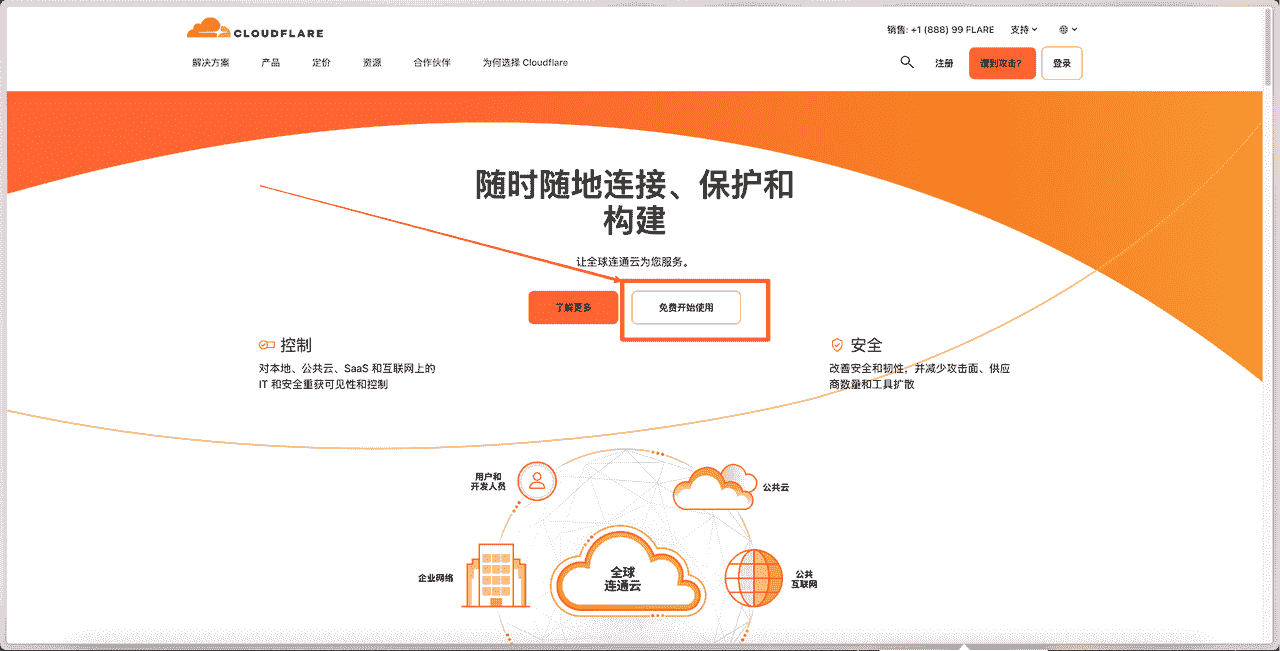 CLOUDFLARE
销售: +1 (888) 99 FLARE
支持
解决方案
产品
定价
资源
合作伙伴
为何选择 Cloudflare
注册
遭到攻击?
登录
随时随地连接、保护和
构建
让全球连通云为您服务。
了解更多
免费开始使用
控制
对本地、公共云、SaaS 和互联网上的
IT 和安全重获可见性和控制
安全
改善安全和韧性，并减少攻击面、供应
商数量和工具扩散
用户和
开发人员
公共云
企业网络
全球
连通云
公共
互联网